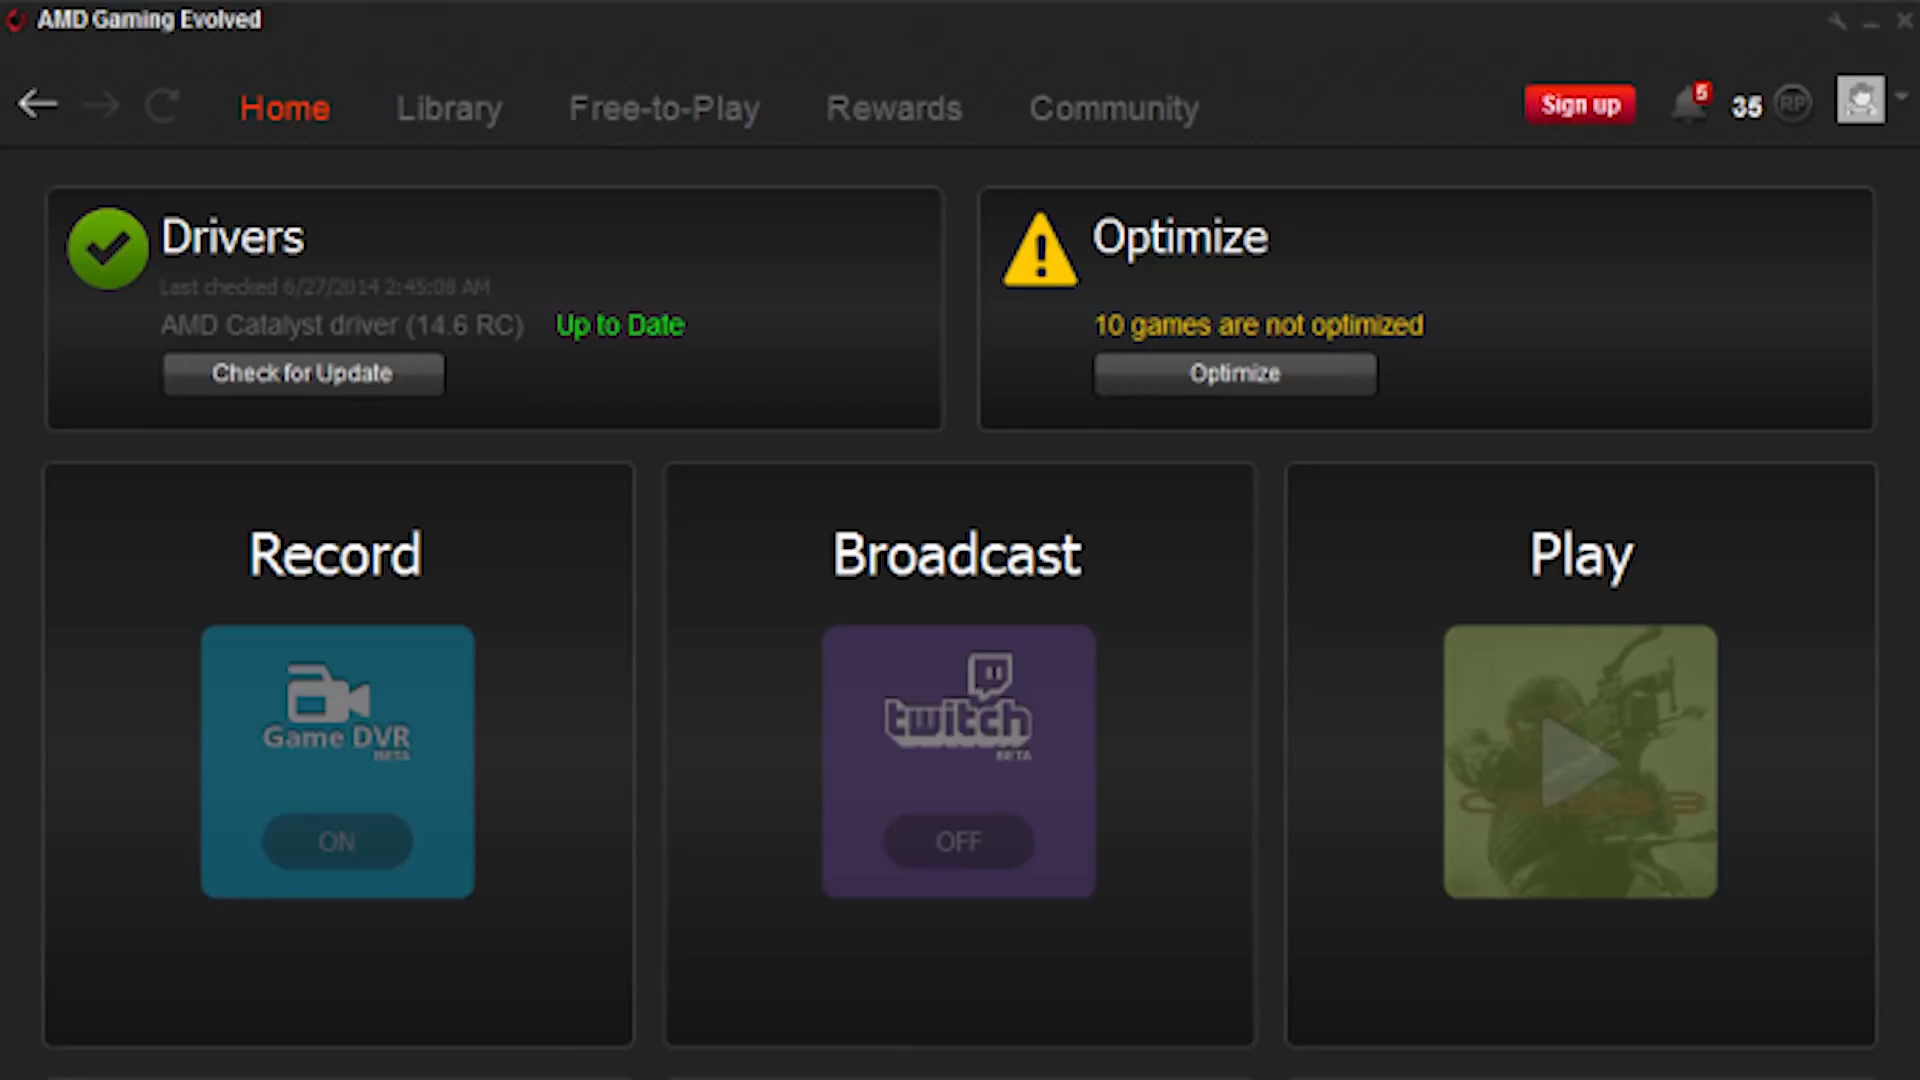 AMD Gaming Evolved
Home Library Free-to-Play Rewards Community Sign up 5 35 RP
Drivers
Last checked 6/27/2014 2:45:08 AM
AMD Catalyst driver (14.6 RC) Up to Date
Check for Update
Optimize
10 games are not optimized
Optimize
Record
Game DVR
BETA
ON
Broadcast
twitch
BETA
OFF
Play